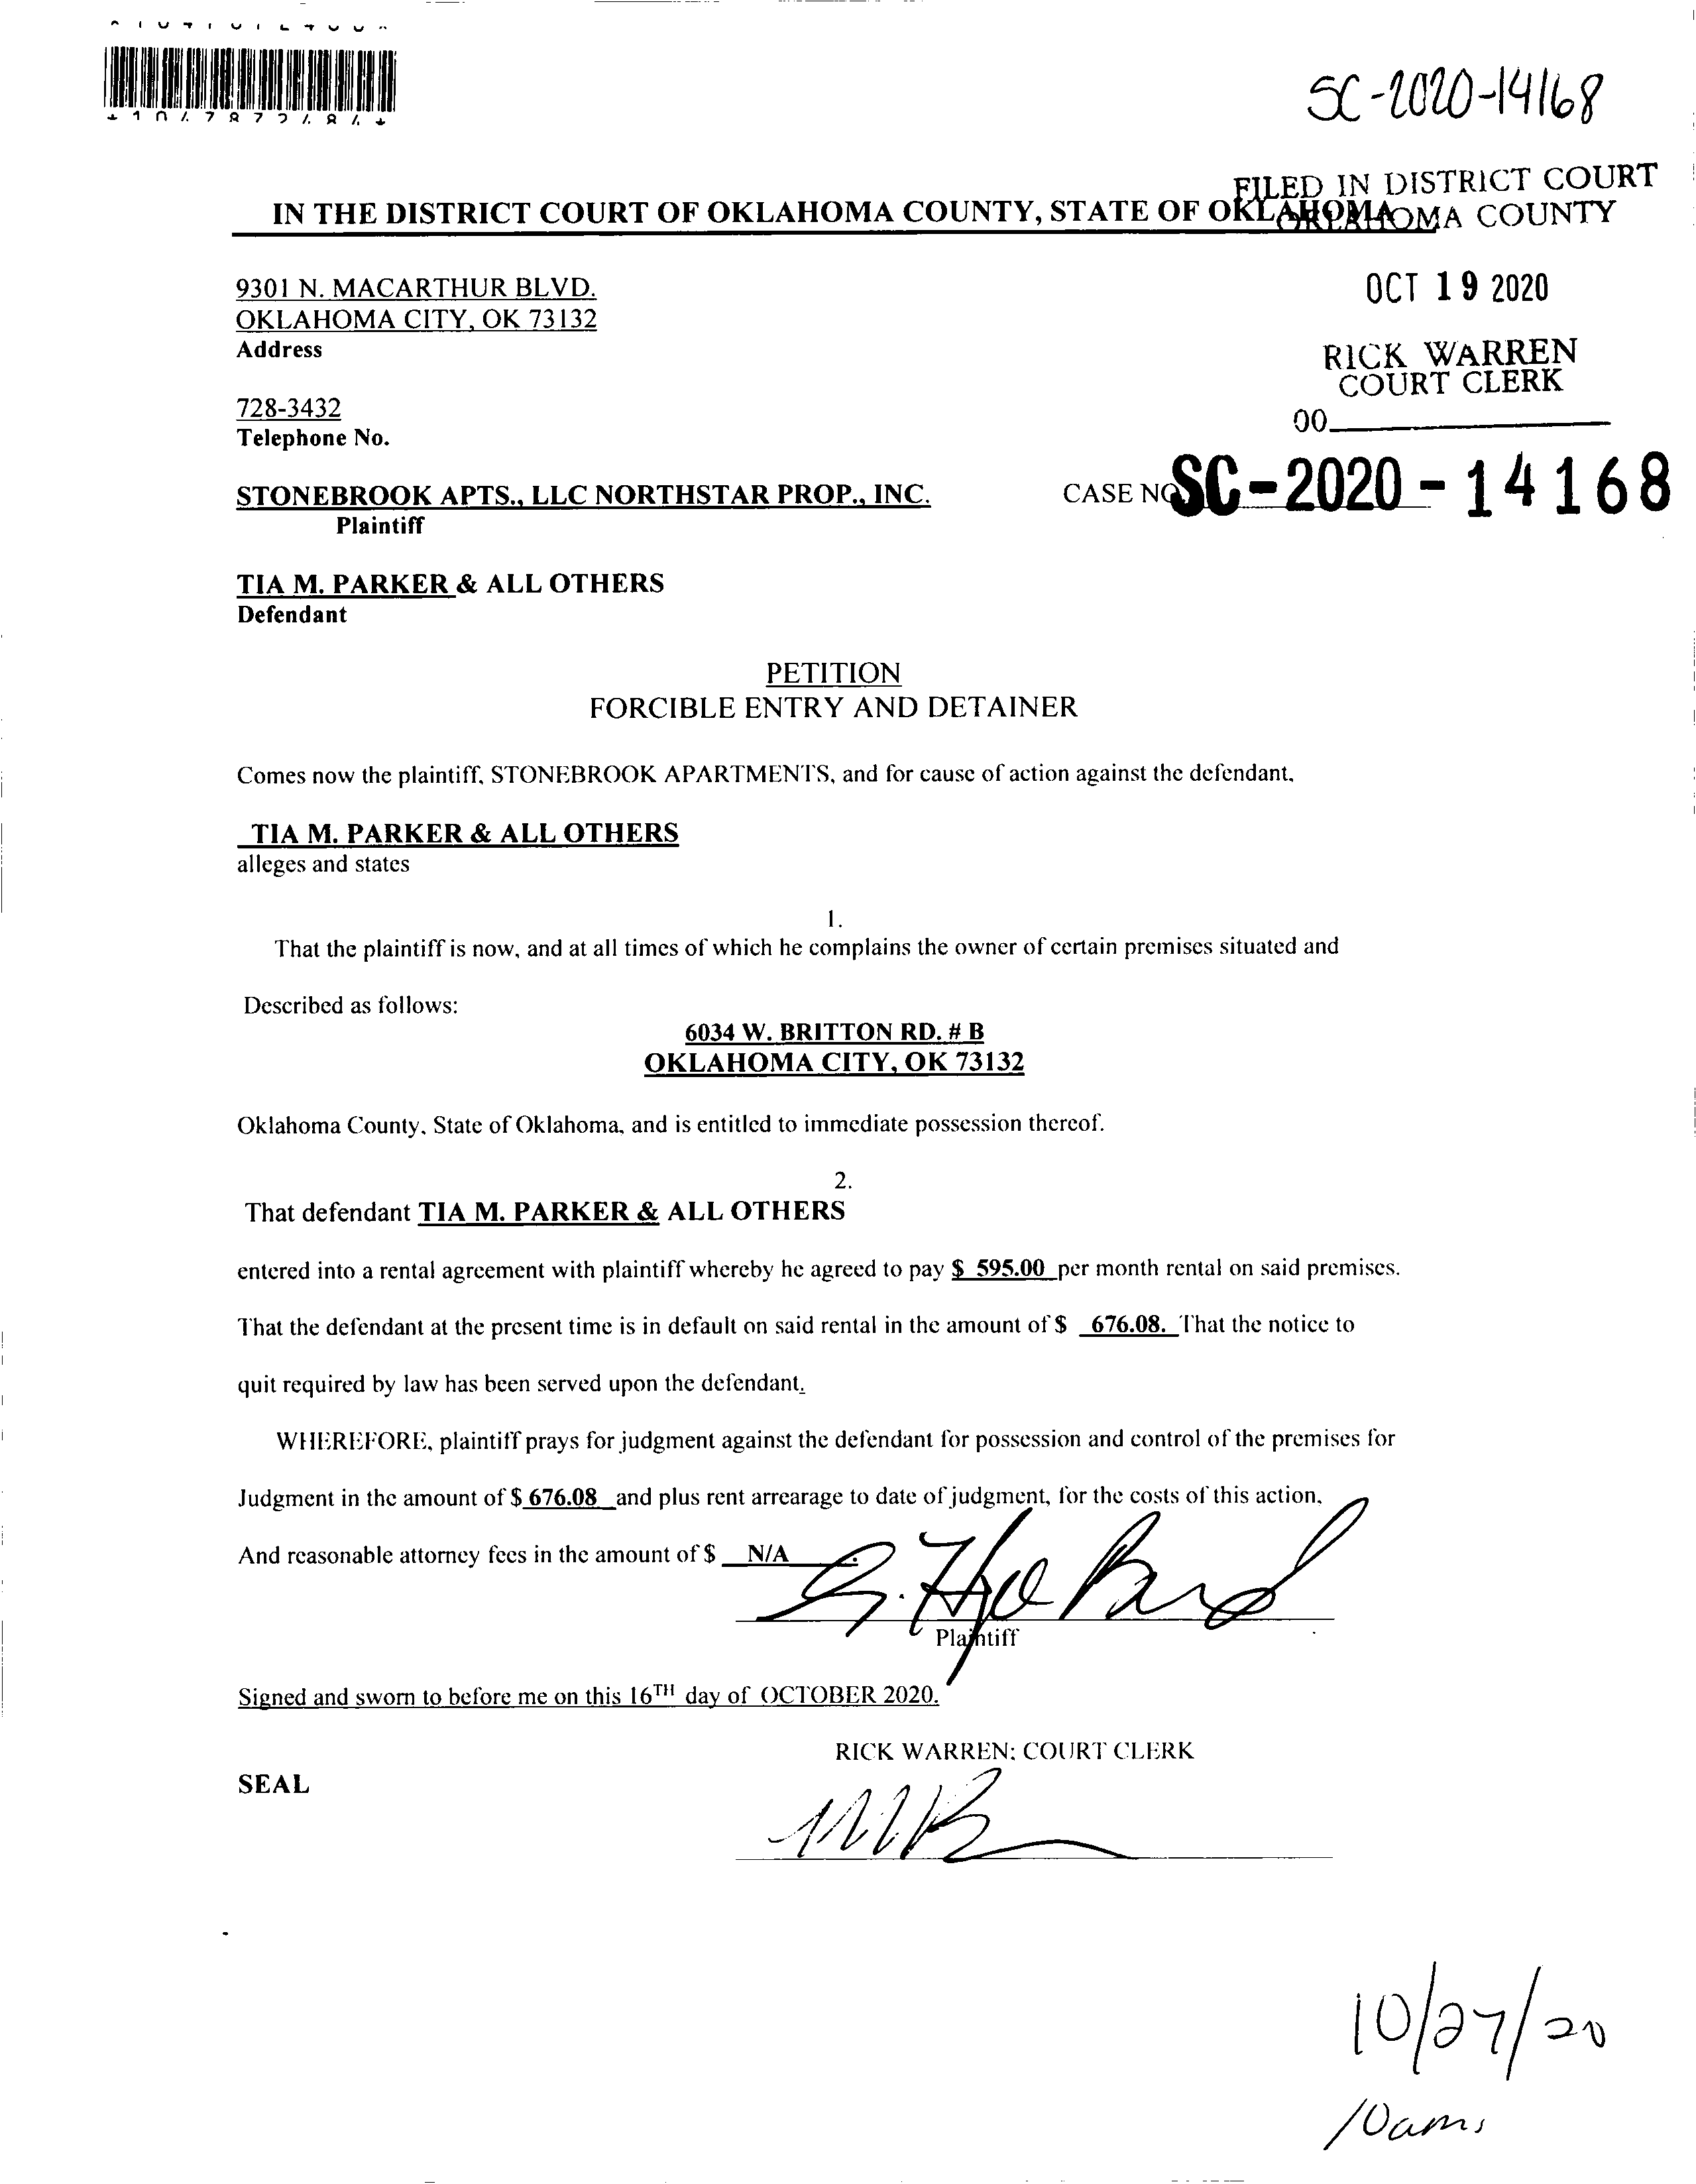 SC-2020-14168
FILED IN DISTRICT COURT
OKLAHOMA COUNTY
IN THE DISTRICT COURT OF OKLAHOMA COUNTY, STATE OF OKLAHOMA
9301 N. MACARTHUR BLVD.
OKLAHOMA CITY, OK 73132
Address
OCT 19 2020
RICK WARREN
COURT CLERK
728-3432
Telephone No.
00
STONEBROOK APTS., LLC NORTHSTAR PROP., INC.
Plaintiff
CASE NO SC-2020-14168
TIA M. PARKER & ALL OTHERS
Defendant
PETITION
FORCIBLE ENTRY AND DETAINER
Comes now the plaintiff, STONEBROOK APARTMENTS, and for cause of action against the defendant.
TIA M. PARKER & ALL OTHERS
alleges and states
1.
That the plaintiff is now, and at all times of which he complains the owner of certain premises situated and
Described as follows:
6034 W. BRITTON RD. # B
OKLAHOMA CITY, OK 73132
Oklahoma County, State of Oklahoma, and is entitled to immediate possession thereof.
2.
That defendant TIA M. PARKER & ALL OTHERS
entered into a rental agreement with plaintiff whereby he agreed to pay $ 595.00 per month rental on said premises.
That the defendant at the present time is in default on said rental in the amount of $ 676.08. That the notice to
quit required by law has been served upon the defendant.
WHEREFORE, plaintiff prays for judgment against the defendant for possession and control of the premises for
Judgment in the amount of $ 676.08 and plus rent arrearage to date of judgment, for the costs of this action,
And reasonable attorney fees in the amount of $ N/A.
Plaintiff
Signed and sworn to before me on this 16TH day of OCTOBER 2020.
RICK WARREN: COURT CLERK
SEAL
10/27/20
10am